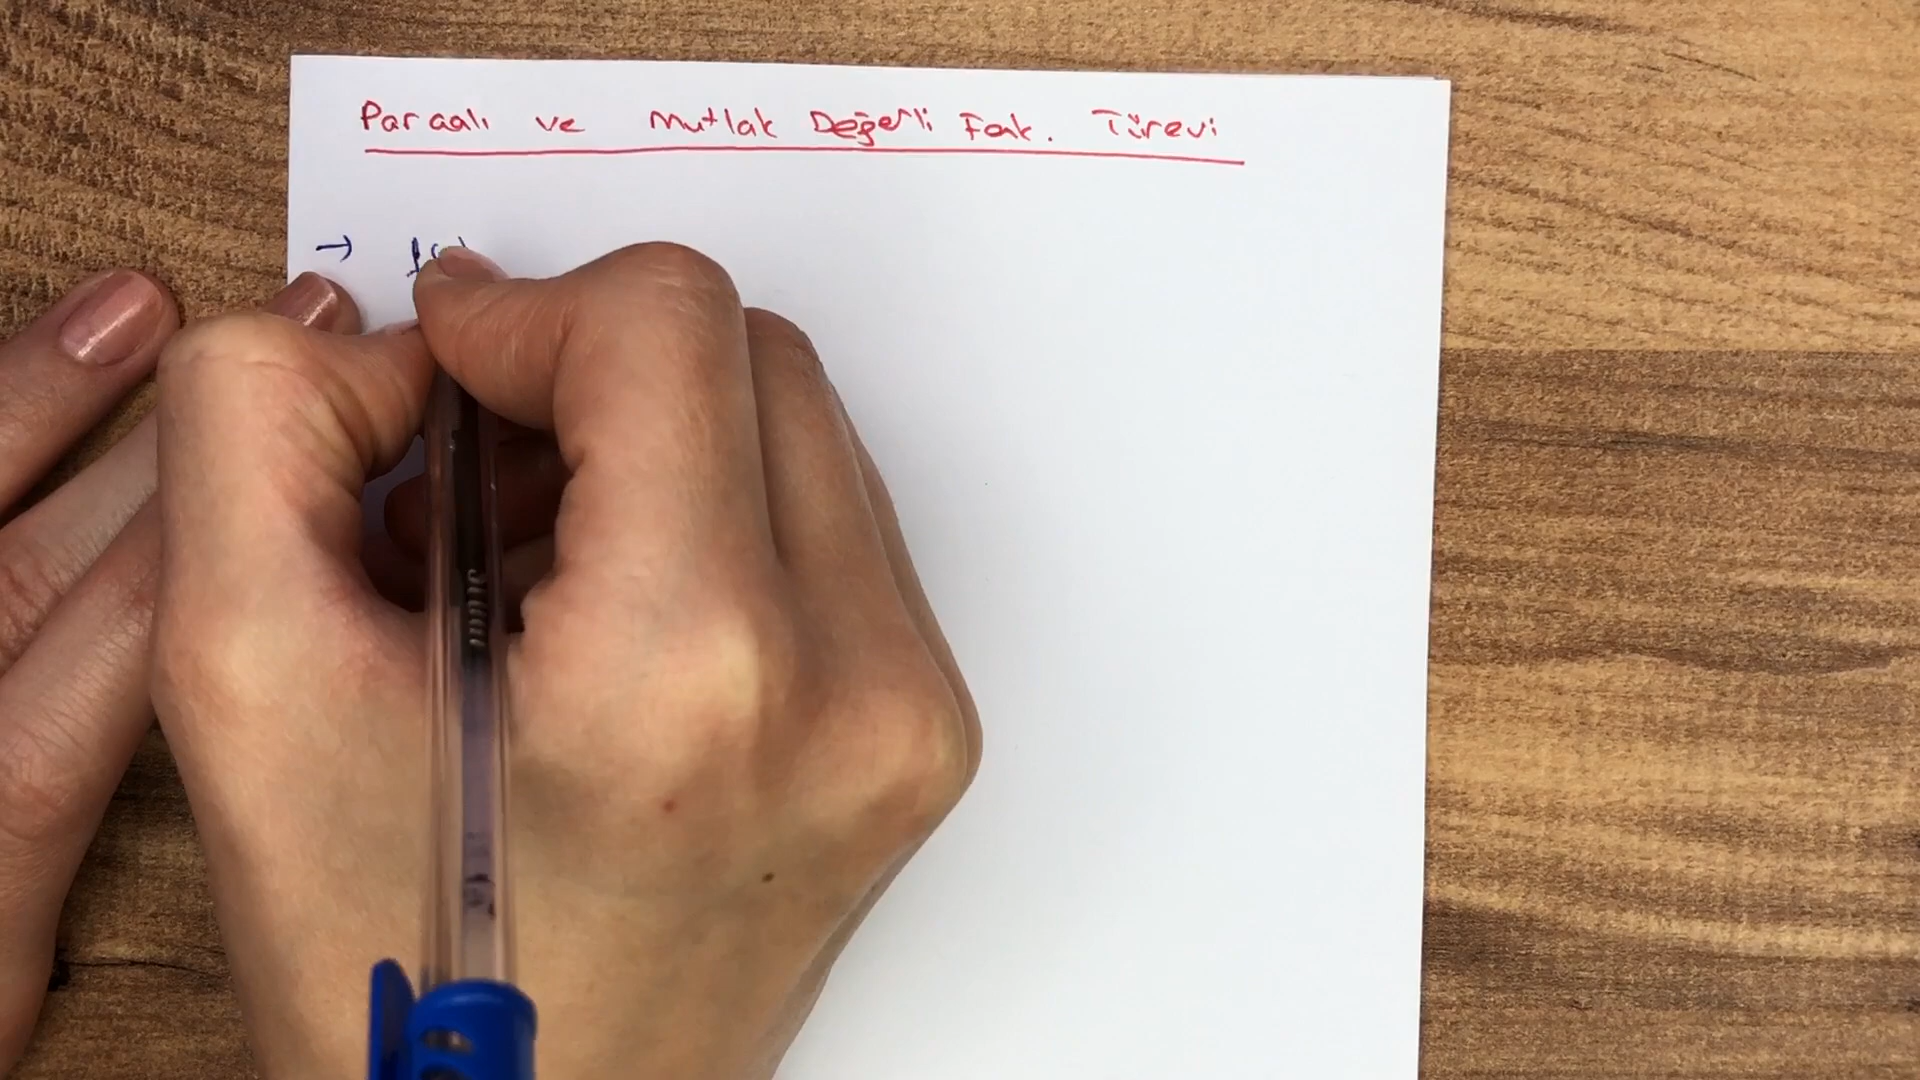 Parçalı ve Mutlak Değerli Fonk. Türevi
→ f(x)